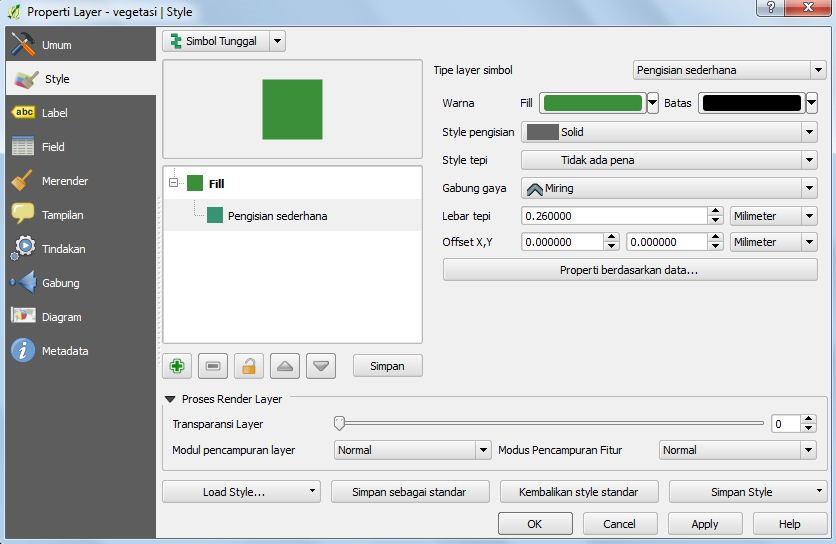 Properti Layer - vegetasi | Style
?
Umum
Style
abc
Label
Field
Merender
Tampilan
Tindakan
Gabung
Diagram
Metadata
Simbol Tunggal
Fill
Pengisian sederhana
Simpan
Tipe layer simbol Pengisian sederhana
Warna Fill Batas
Style pengisian Solid
Style tepi Tidak ada pena
Gabung gaya Miring
Lebar tepi 0.260000 Milimeter
Offset X,Y 0.000000 0.000000 Milimeter
Properti berdasarkan data...
Proses Render Layer
Transparansi Layer 0
Modul pencampuran layer Normal Modus Pencampuran Fitur Normal
Load Style... Simpan sebagai standar Kembalikan style standar Simpan Style
OK Cancel Apply Help